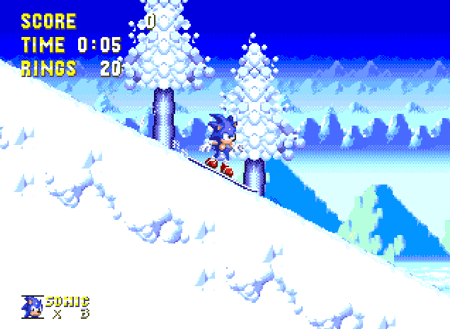 SCORE 0
TIME 0:05
RINGS 20
SONIC
X 3